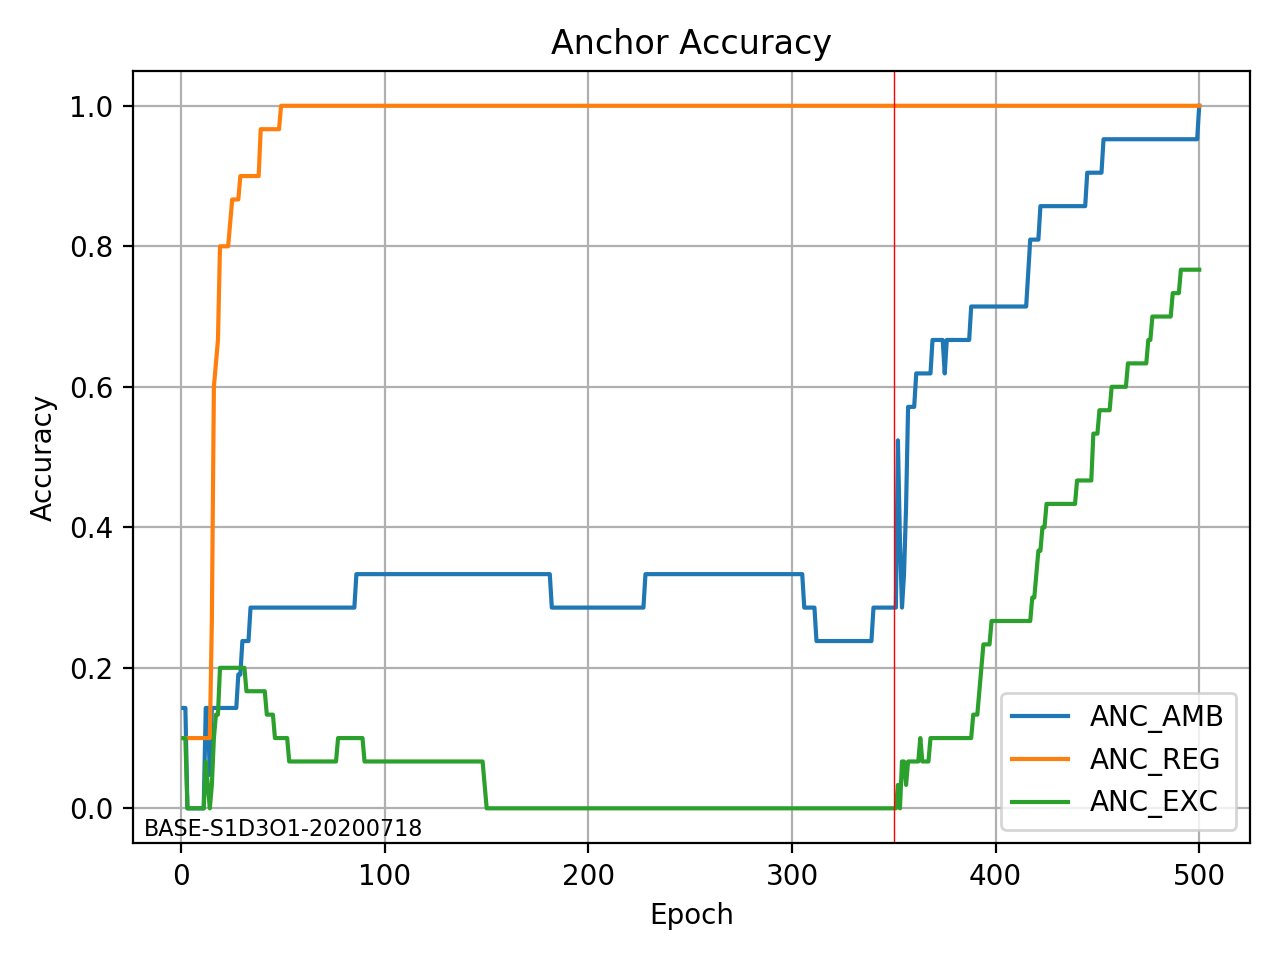 Anchor Accuracy
1.0
0.8
0.6
0.4
0.2
0.0
Accuracy
ANC_AMB
ANC_REG
ANC_EXC
BASE-S1D3O1-20200718
0 100 200 300 400 500
Epoch